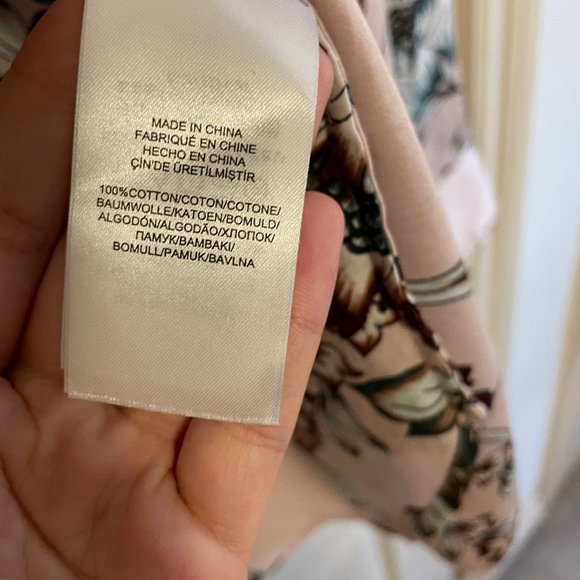 MADE IN CHINA
FABRIQUÉ EN CHINE
HECHO EN CHINA
ÇİN'DE ÜRETİLMİŞTİR
100%COTTON/COTON/COTONE/
BAUMWOLLE/KATOEN/BOMULD/
ALGODÓN/ALGODÃO/ХЛОПОК/
ПАМУК/BAMBAKI/
BOMULL/PAMUK/BAVLNA